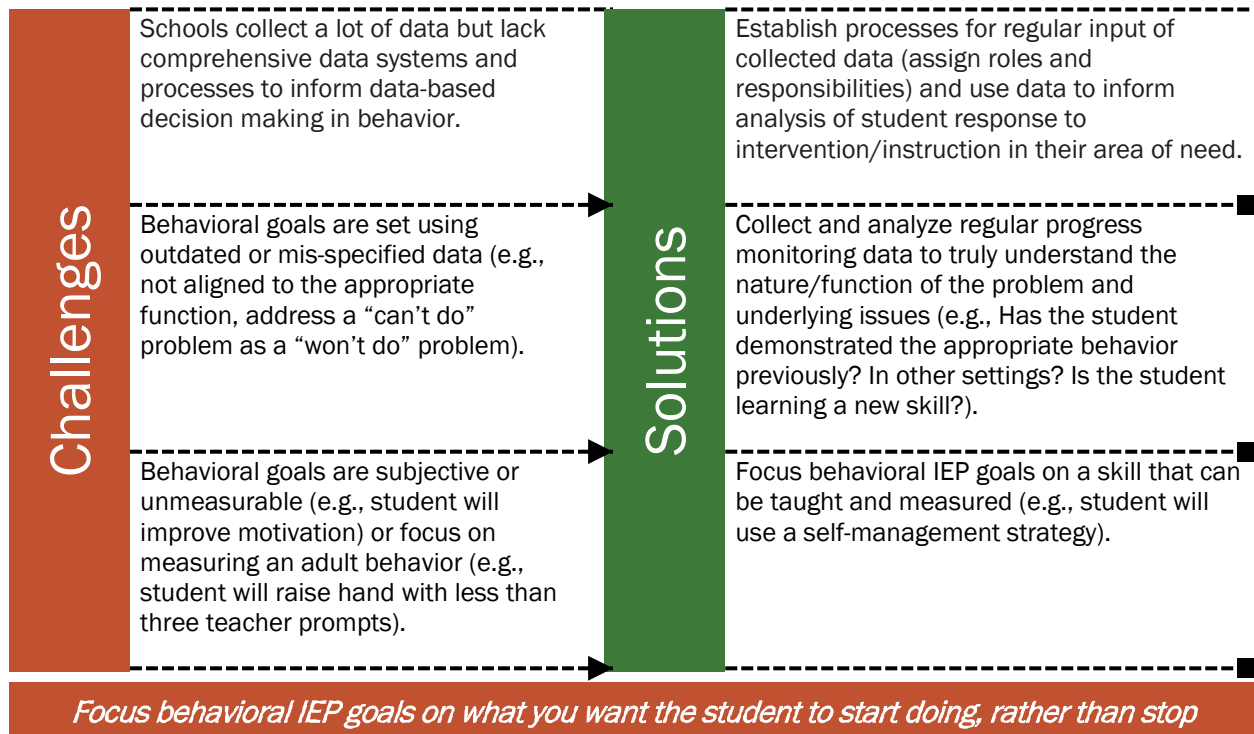 Challenges
Schools collect a lot of data but lack
comprehensive data systems and
processes to inform data-based
decision making in behavior.
Behavioral goals are set using
outdated or mis-specified data (e.g.,
not aligned to the appropriate
function, address a “can’t do”
problem as a “won’t do” problem).
Behavioral goals are subjective or
unmeasurable (e.g., student will
improve motivation) or focus on
measuring an adult behavior (e.g.,
student will raise hand with less than
three teacher prompts).
Solutions
Establish processes for regular input of
collected data (assign roles and
responsibilities) and use data to inform
analysis of student response to
intervention/instruction in their area of need.
Collect and analyze regular progress
monitoring data to truly understand the
nature/function of the problem and
underlying issues (e.g., Has the student
demonstrated the appropriate behavior
previously? In other settings? Is the student
learning a new skill?).
Focus behavioral IEP goals on a skill that can
be taught and measured (e.g., student will
use a self-management strategy).
Focus behavioral IEP goals on what you want the student to start doing, rather than stop